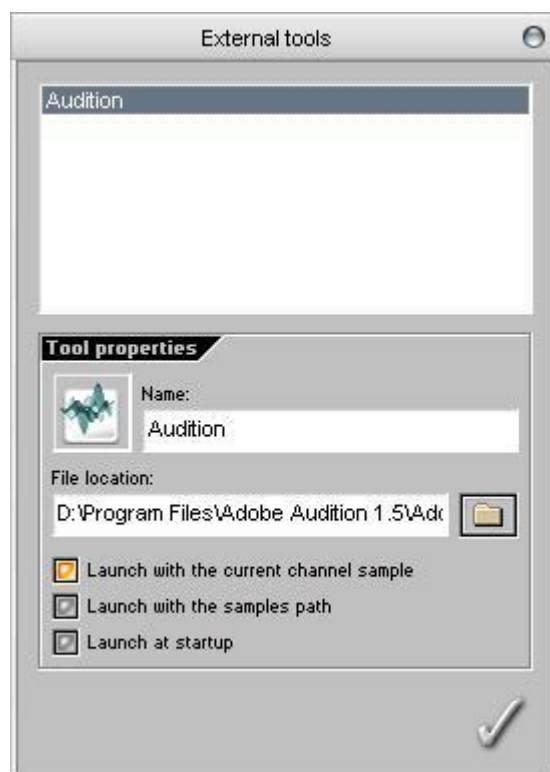 External tools
Audition
Tool properties
Name:
Audition
File location:
D:\Program Files\Adobe Audition 1.5\Ad
Launch with the current channel sample
Launch with the samples path
Launch at startup